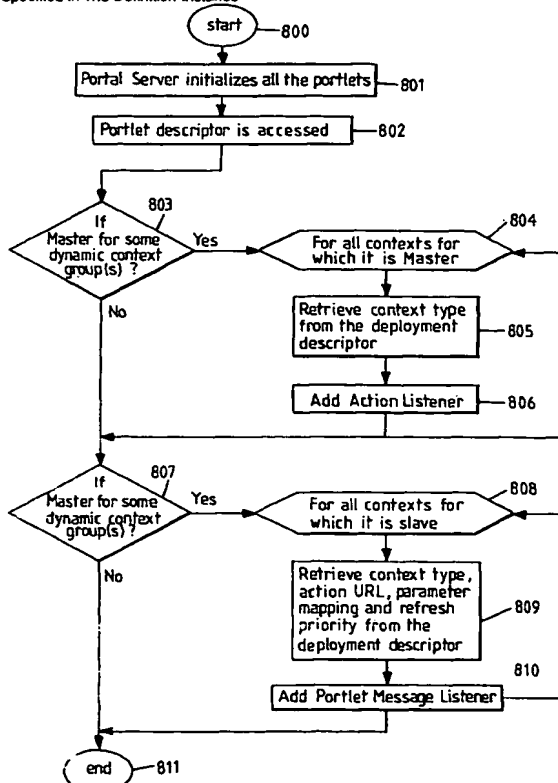 Specified in The Definition Instance
start
800
Portal Server initializes all the portlets
801
Portlet descriptor is accessed
802
803
If
Master for some
dynamic context
group(s) ?
Yes
No
804
For all contexts for
which it is Master
Retrieve context type
from the deployment
descriptor
805
Add Action Listener
806
807
If
Master for some
dynamic context
group(s) ?
Yes
No
808
For all contexts for
which it is slave
Retrieve context type,
action URL, parameter
mapping and refresh
priority from the
deployment descriptor
809
810
Add Portlet Message Listener
end
811